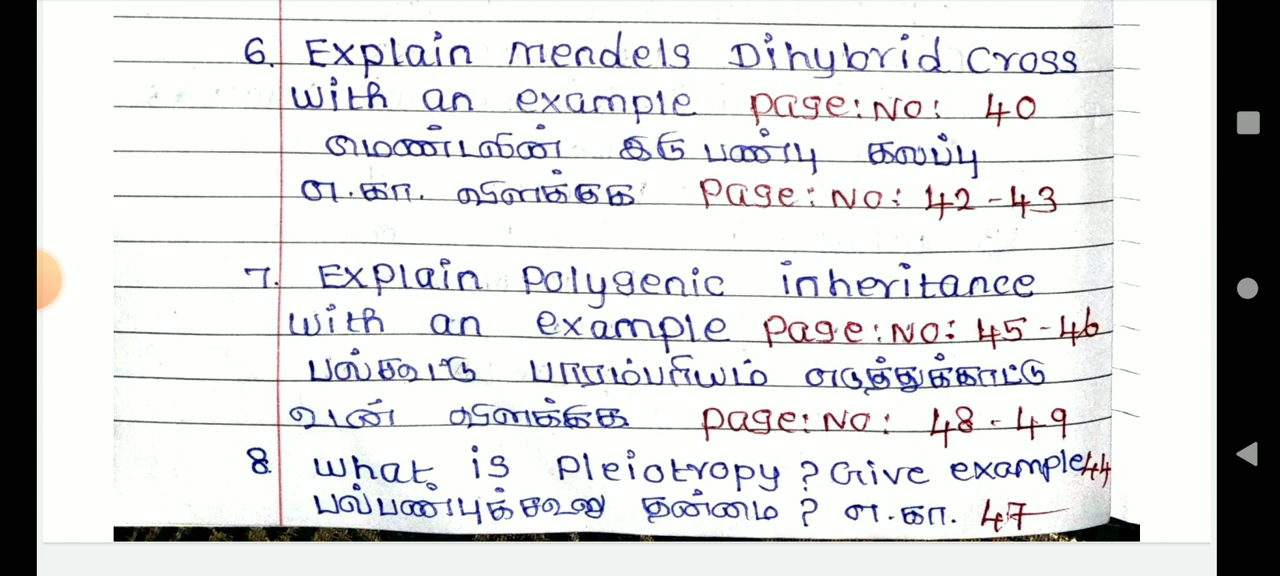 6. Explain mendels Dihybrid cross
with an example page: NO: 40
மெண்டலின் இரு பண்பு கலப்பு
எ.கா. விளக்குக page: NO: 42-43
7. Explain polygenic inheritance
with an example page: NO: 45-46
பல்கூட்டு பாரம்பரியம் எடுத்துக்காட்டு
டன் விளக்குக page: NO: 48-49
8. what is pleiotropy? Give example 44
பல்பண்புக்கூறு தன்மை? எ.கா. 47